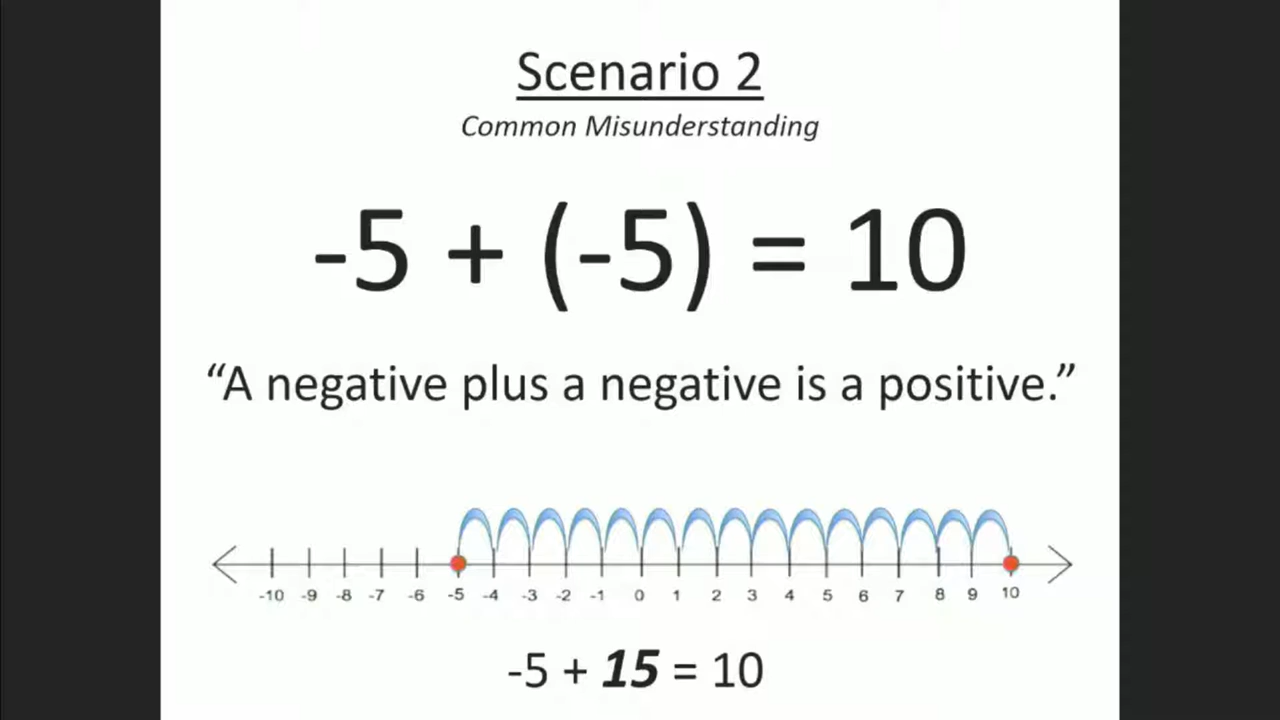 Scenario 2
Common Misunderstanding
-5 + (-5) = 10
“A negative plus a negative is a positive.”
-10 -9 -8 -7 -6 -5 -4 -3 -2 -1 0 1 2 3 4 5 6 7 8 9 10
-5 + 15 = 10